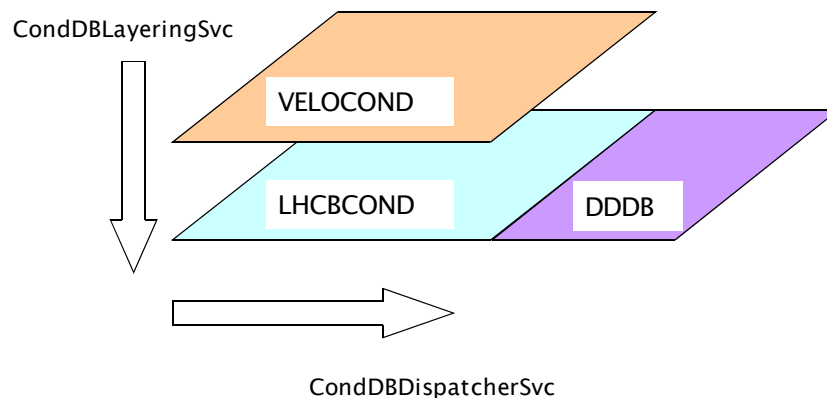 CondDBLayeringSvc
VELOCOND
LHCBCOND
DDDB
CondDBDispatcherSvc